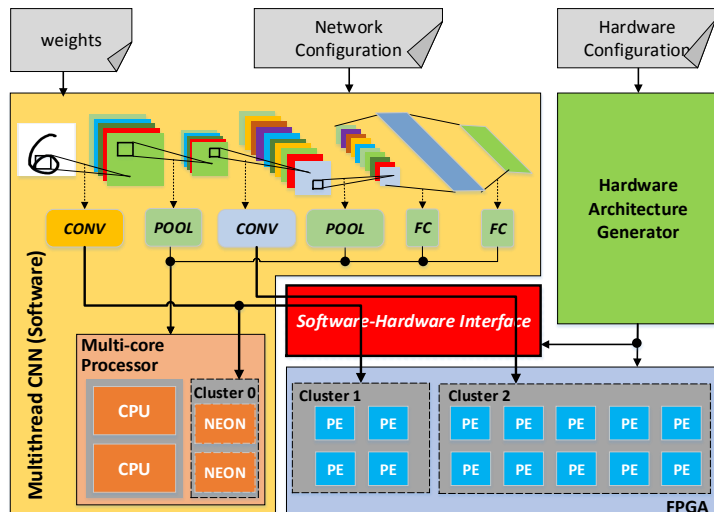 weights
Network
Configuration
Hardware
Configuration
6
CONV
POOL
CONV
POOL
FC
FC
Hardware
Architecture
Generator
Multithread CNN (Software)
Software-Hardware Interface
Multi-core
Processor
CPU
CPU
Cluster 0
NEON
NEON
Cluster 1
PE PE
PE PE
Cluster 2
PE PE PE PE PE
PE PE PE PE PE
FPGA